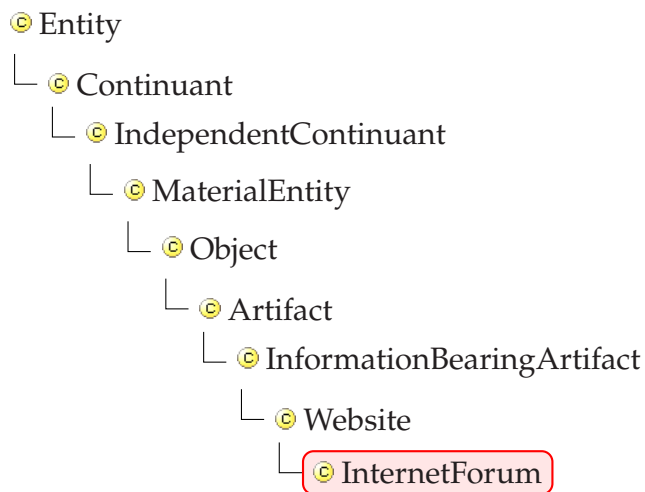 Entity
Continuant
IndependentContinuant
MaterialEntity
Object
Artifact
InformationBearingArtifact
Website
InternetForum